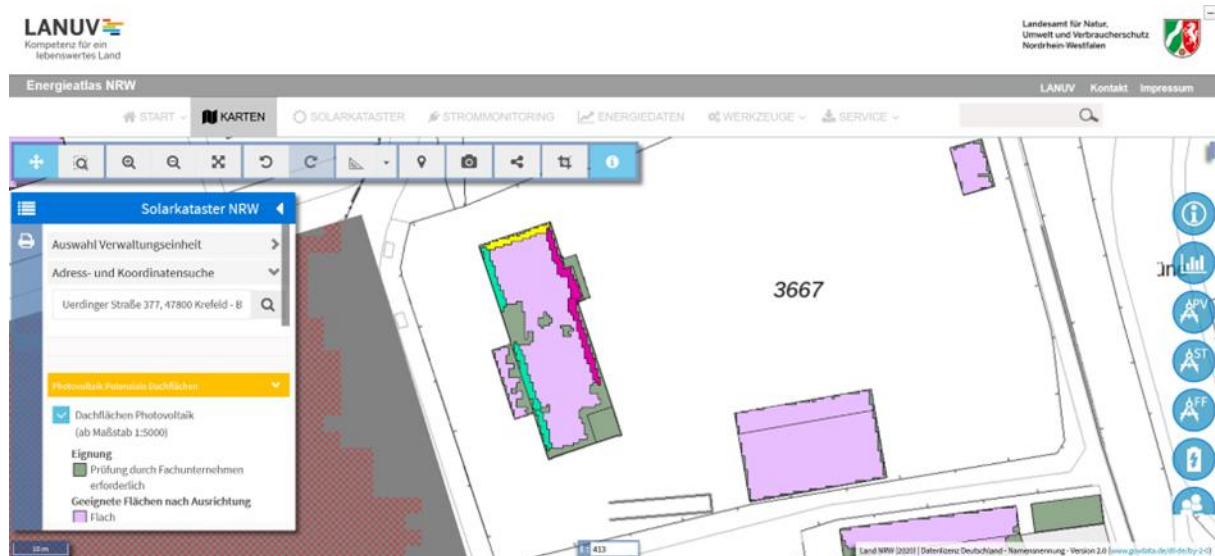 LANUV
Kompetenz für ein
lebenswertes Land
Landesamt für Natur,
Umwelt und Verbraucherschutz
Nordrhein-Westfalen
Energieatlas NRW
LANUV Kontakt Impressum
START KARTEN SOLARKATASTER STROMMONITORING ENERGIEDATEN WERKZEUGE SERVICE
Solarkataster NRW
Auswahl Verwaltungseinheit
Adress- und Koordinatensuche
Uerdinger Straße 377, 47800 Krefeld - B
Photovoltaik Potenziale Dachflächen
Dachflächen Photovoltaik
(ab Maßstab 1:5000)
Eignung
Prüfung durch Fachunternehmen
erforderlich
Geeignete Flächen nach Ausrichtung
Flach
3667
PV
ST
FF
10 m
413
Land NRW (2020) | Datenlizenz Deutschland - Namensnennung - Version 2.0 (www.govdata.de/dl-de/by-2-0)